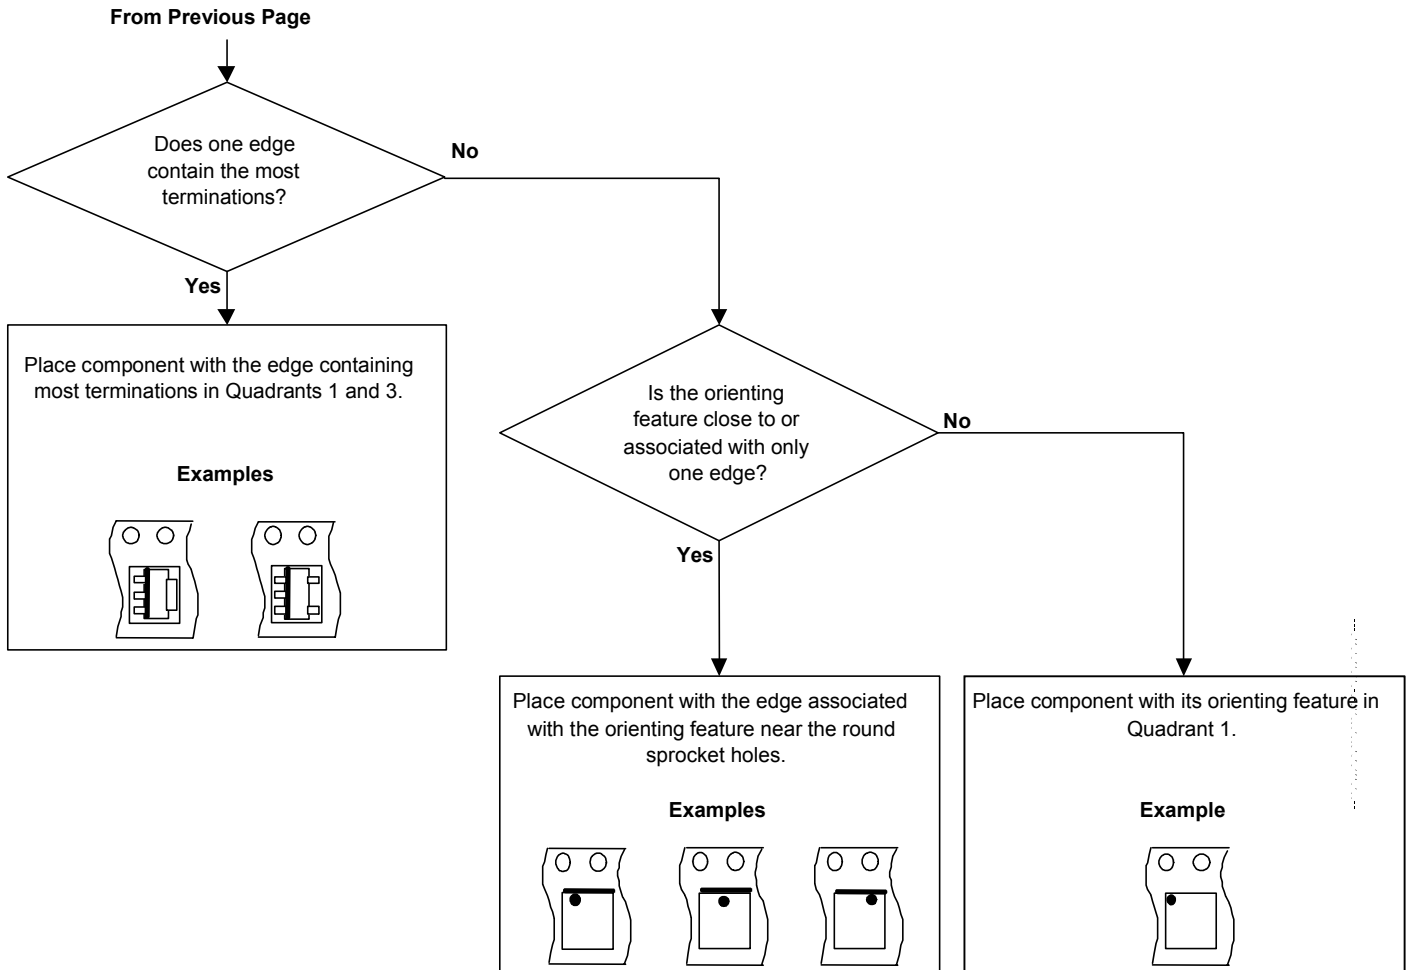 From Previous Page
Does one edge
contain the most
terminations?
No
Yes
Place component with the edge containing
most terminations in Quadrants 1 and 3.
Examples
Is the orienting
feature close to or
associated with only
one edge?
No
Yes
Place component with the edge associated
with the orienting feature near the round
sprocket holes.
Examples
Place component with its orienting feature in
Quadrant 1.
Example